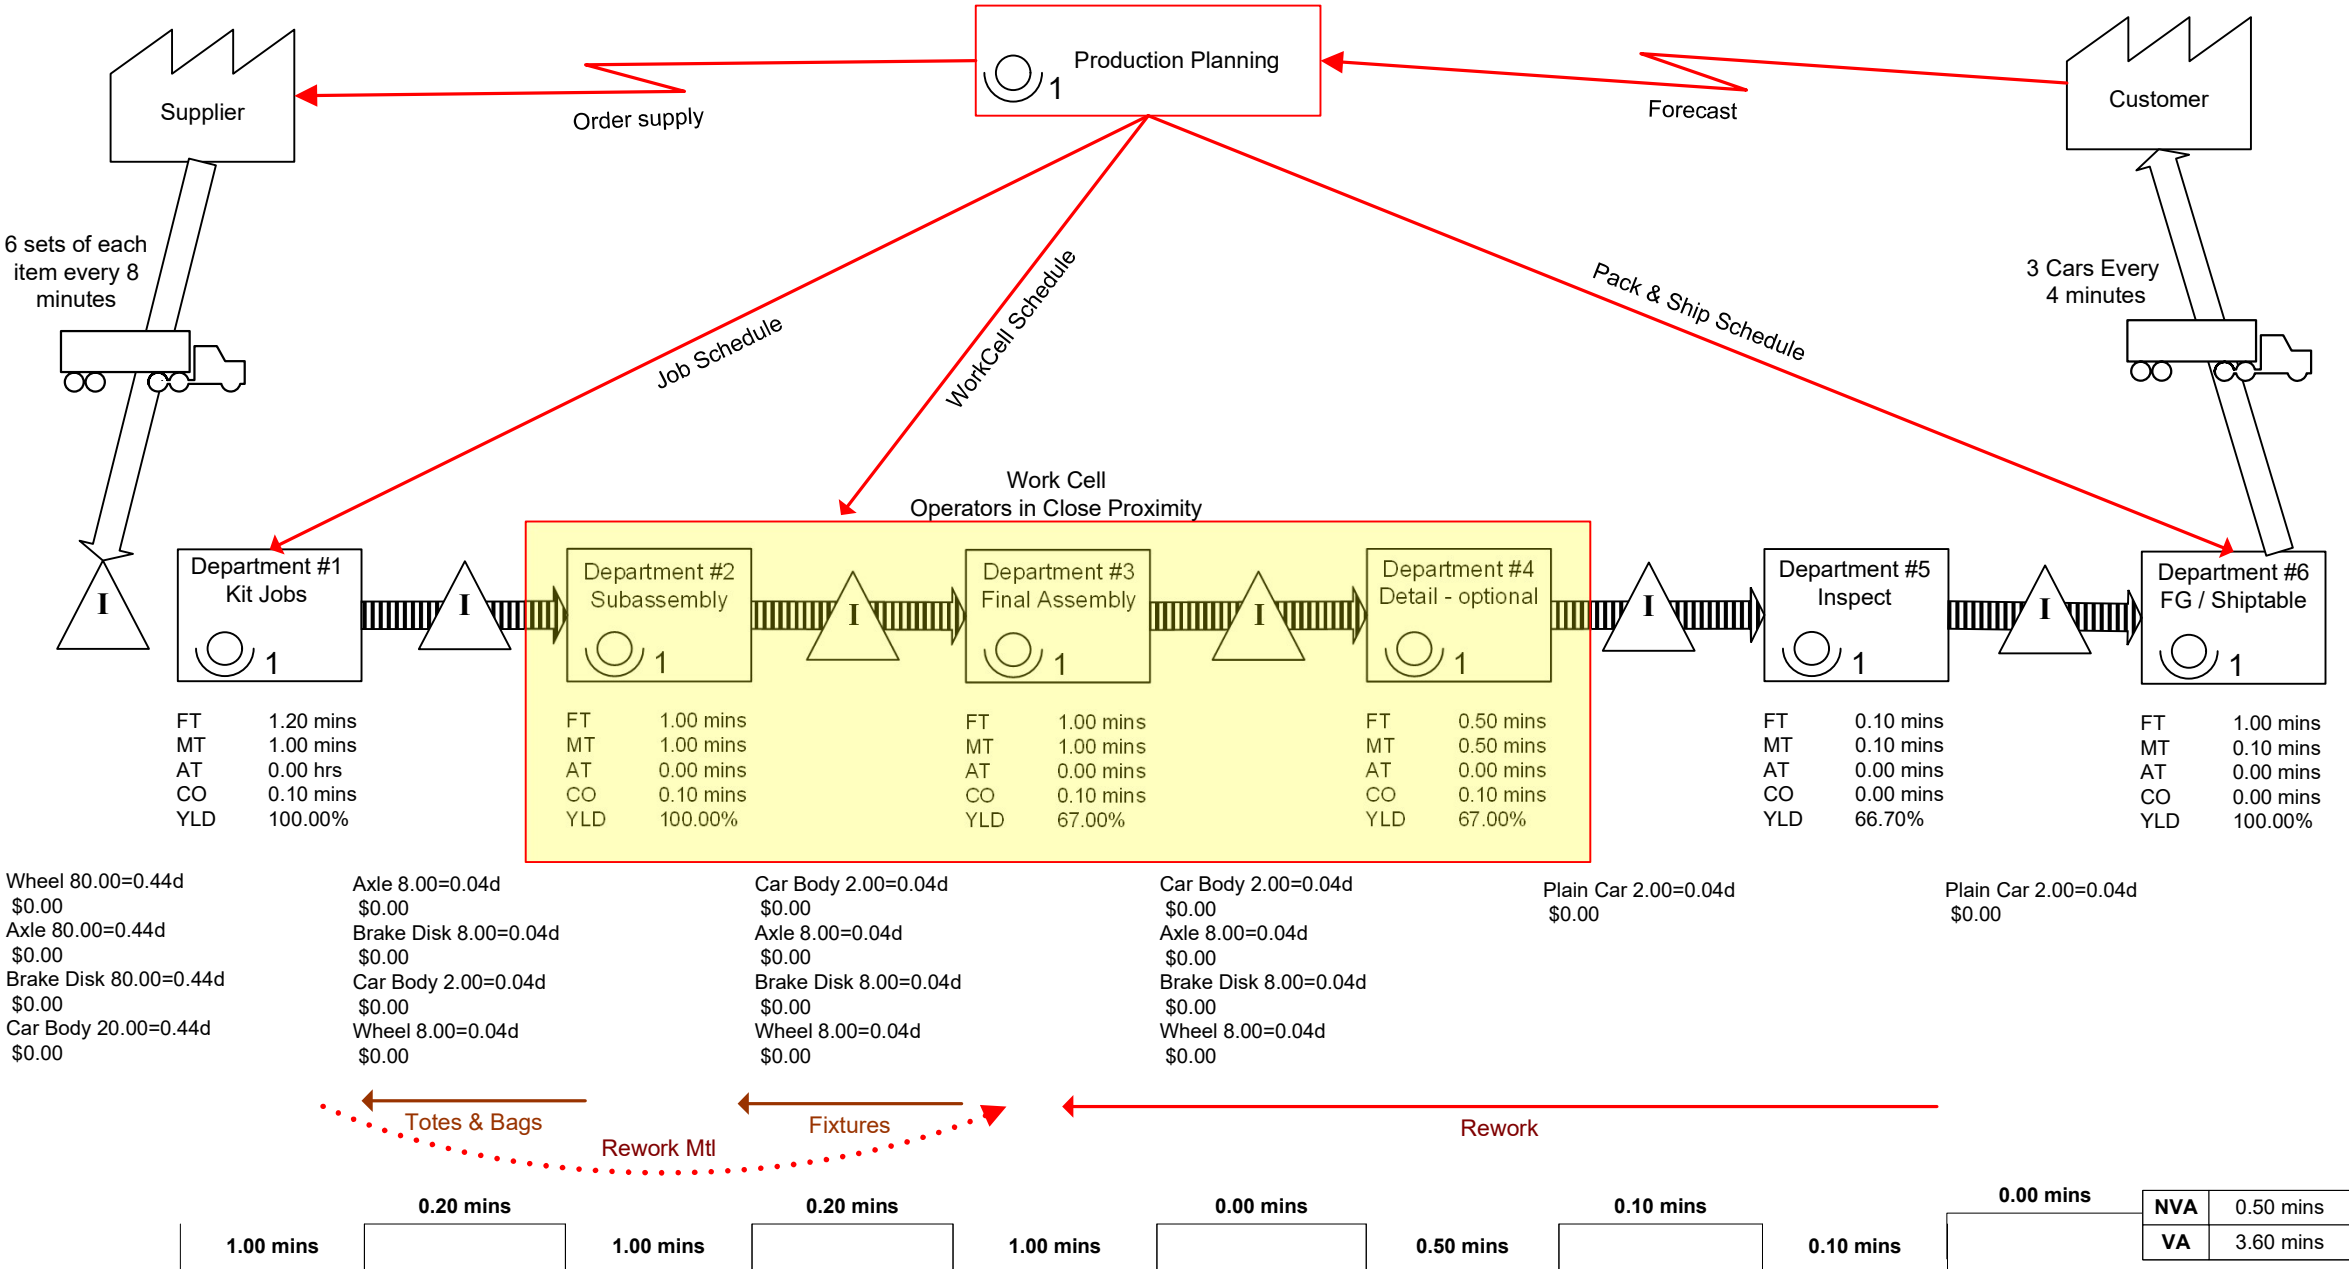 Production Planning
1
Supplier
Customer
Order supply
Forecast
6 sets of each
item every 8
minutes
3 Cars Every
4 minutes
Job Schedule
WorkCell Schedule
Pack & Ship Schedule
Work Cell
Operators in Close Proximity
I
Department #1
Kit Jobs
1
I
Department #2
Subassembly
1
I
Department #3
Final Assembly
1
I
Department #4
Detail - optional
1
I
Department #5
Inspect
1
I
Department #6
FG / Shiptable
1
FT 1.20 mins
MT 1.00 mins
AT 0.00 hrs
CO 0.10 mins
YLD 100.00%
FT 1.00 mins
MT 1.00 mins
AT 0.00 mins
CO 0.10 mins
YLD 100.00%
FT 1.00 mins
MT 1.00 mins
AT 0.00 mins
CO 0.10 mins
YLD 67.00%
FT 0.50 mins
MT 0.50 mins
AT 0.00 mins
CO 0.10 mins
YLD 67.00%
FT 0.10 mins
MT 0.10 mins
AT 0.00 mins
CO 0.00 mins
YLD 66.70%
FT 1.00 mins
MT 0.10 mins
AT 0.00 mins
CO 0.00 mins
YLD 100.00%
Wheel 80.00=0.44d
$0.00
Axle 80.00=0.44d
$0.00
Brake Disk 80.00=0.44d
$0.00
Car Body 20.00=0.44d
$0.00
Axle 8.00=0.04d
$0.00
Brake Disk 8.00=0.04d
$0.00
Car Body 2.00=0.04d
$0.00
Wheel 8.00=0.04d
$0.00
Car Body 2.00=0.04d
$0.00
Axle 8.00=0.04d
$0.00
Brake Disk 8.00=0.04d
$0.00
Wheel 8.00=0.04d
$0.00
Car Body 2.00=0.04d
$0.00
Axle 8.00=0.04d
$0.00
Brake Disk 8.00=0.04d
$0.00
Wheel 8.00=0.04d
$0.00
Plain Car 2.00=0.04d
$0.00
Plain Car 2.00=0.04d
$0.00
Totes & Bags
Fixtures
Rework Mtl
Rework
1.00 mins
0.20 mins
1.00 mins
0.20 mins
1.00 mins
0.00 mins
0.50 mins
0.10 mins
0.10 mins
0.00 mins
NVA 0.50 mins
VA 3.60 mins